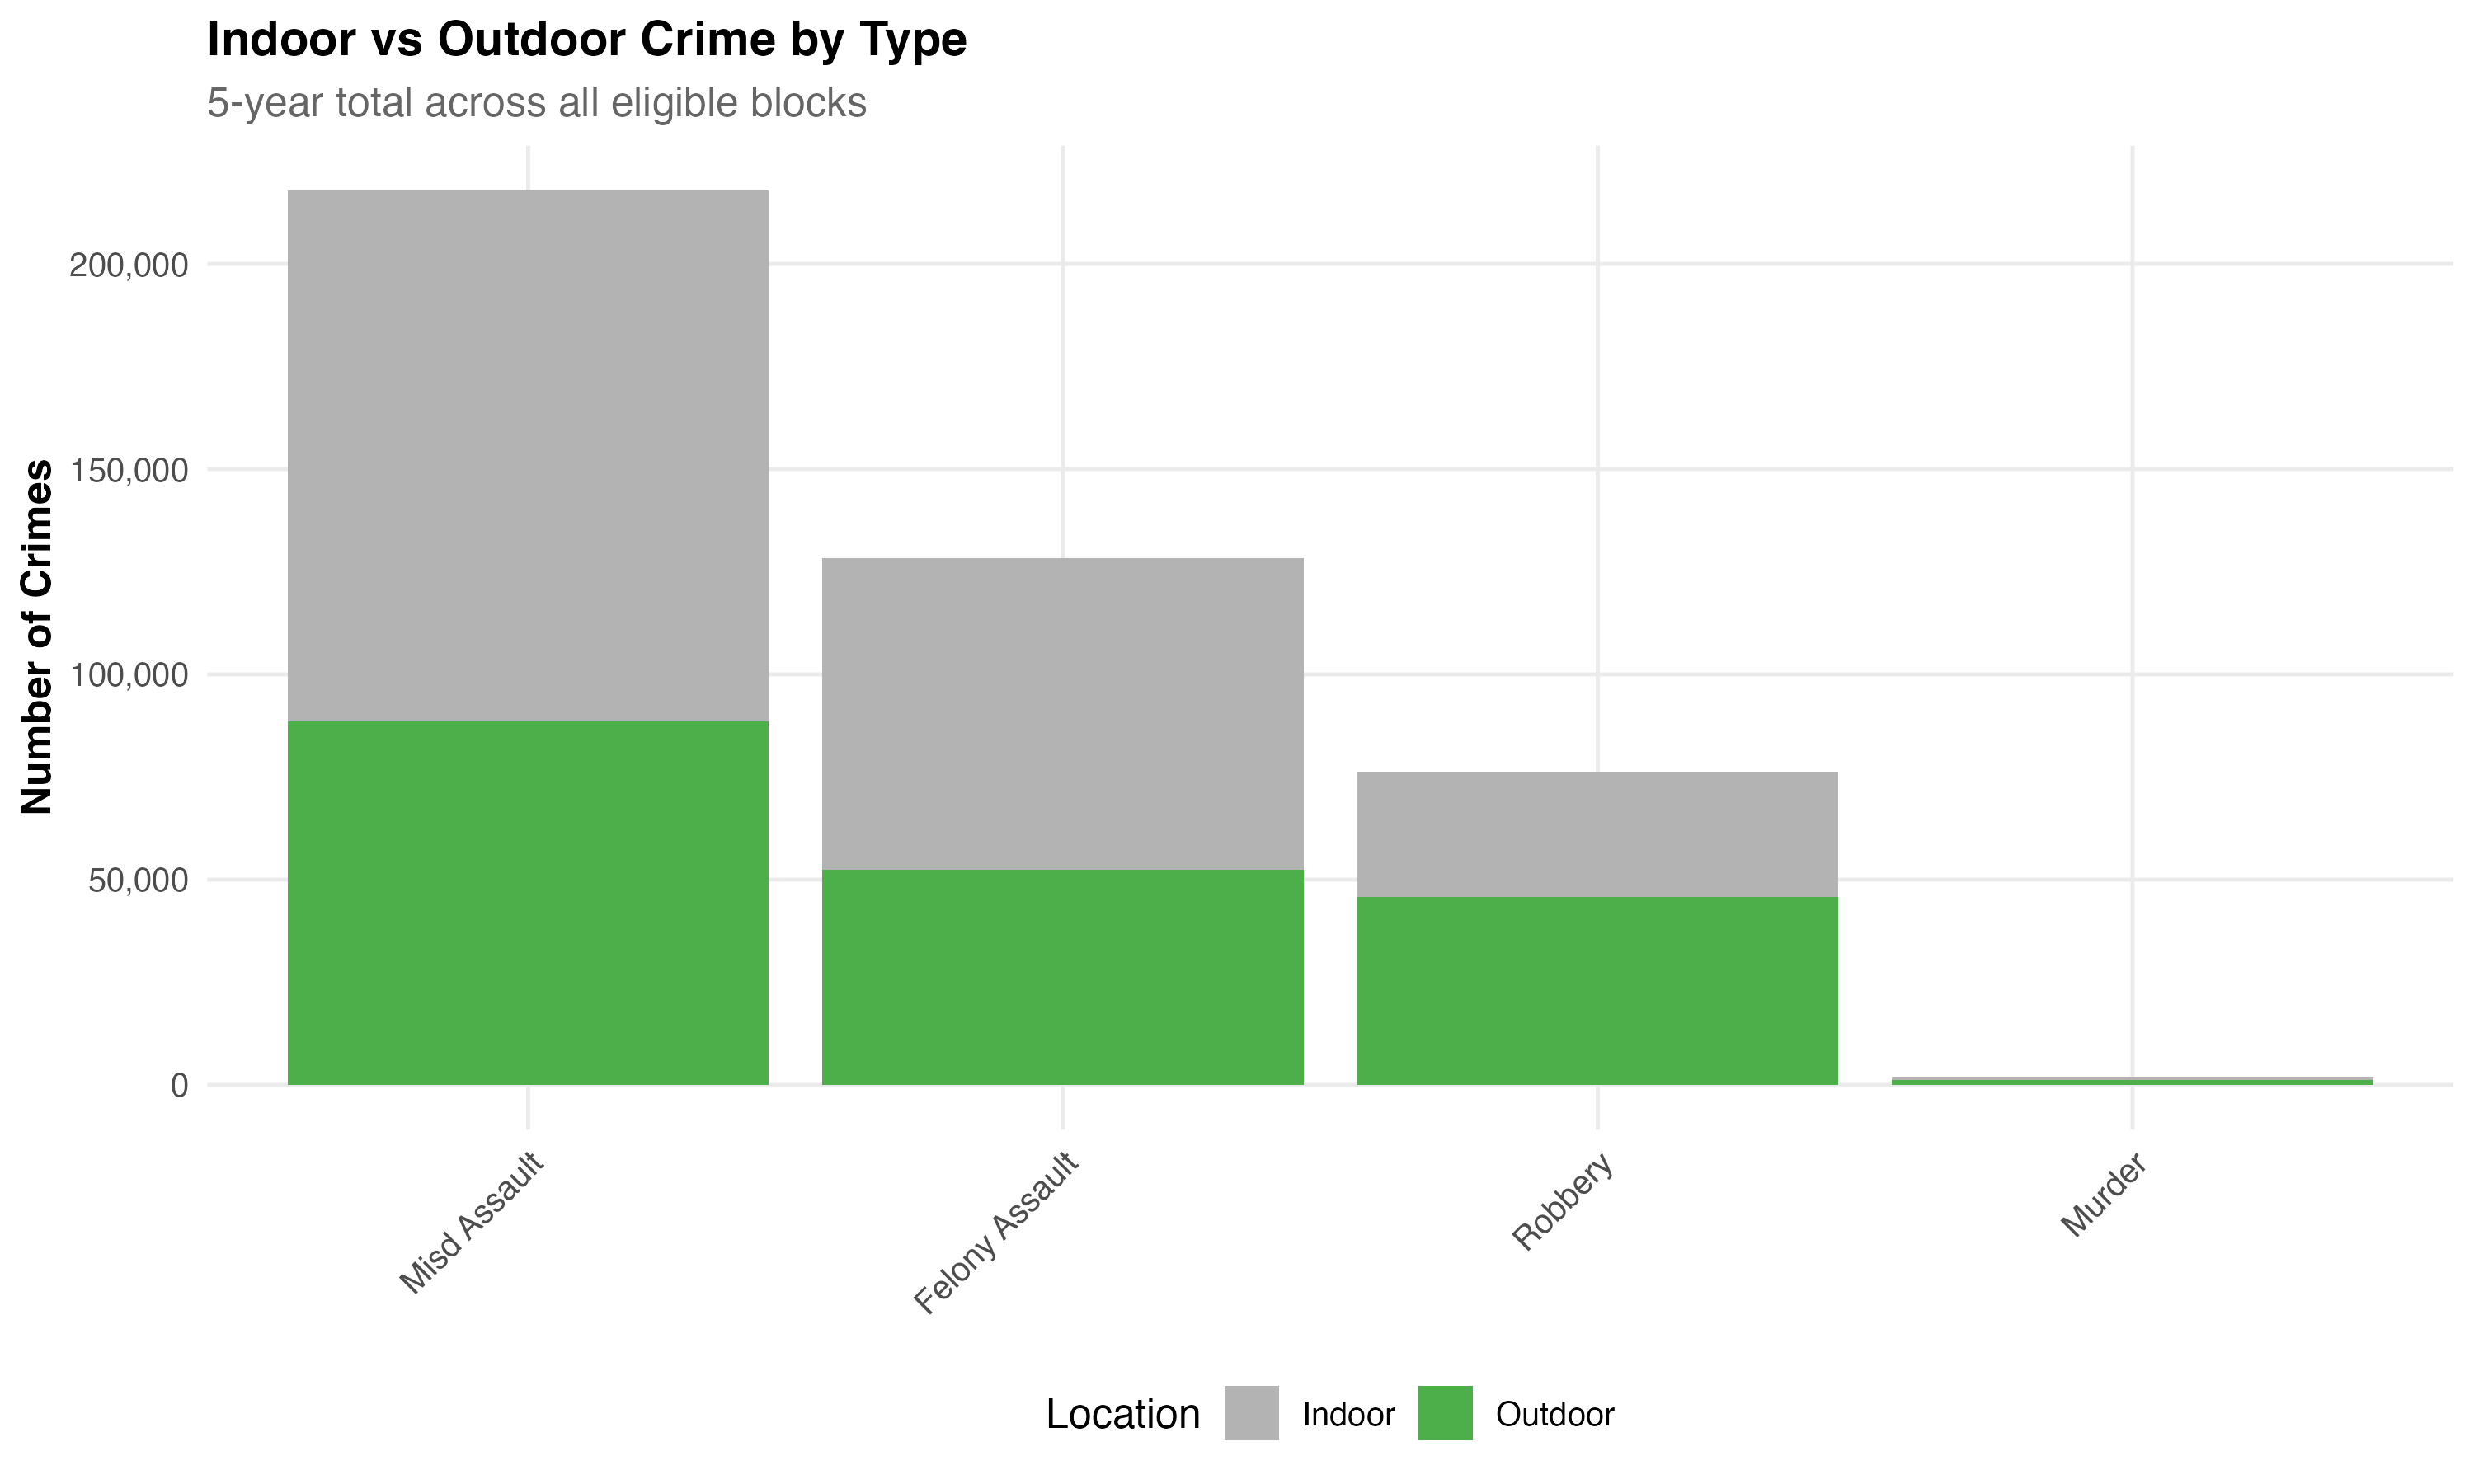 Indoor vs Outdoor Crime by Type
5-year total across all eligible blocks
Number of Crimes
200,000
150,000
100,000
50,000
0
Misd Assault
Felony Assault
Robbery
Murder
Location
Indoor
Outdoor